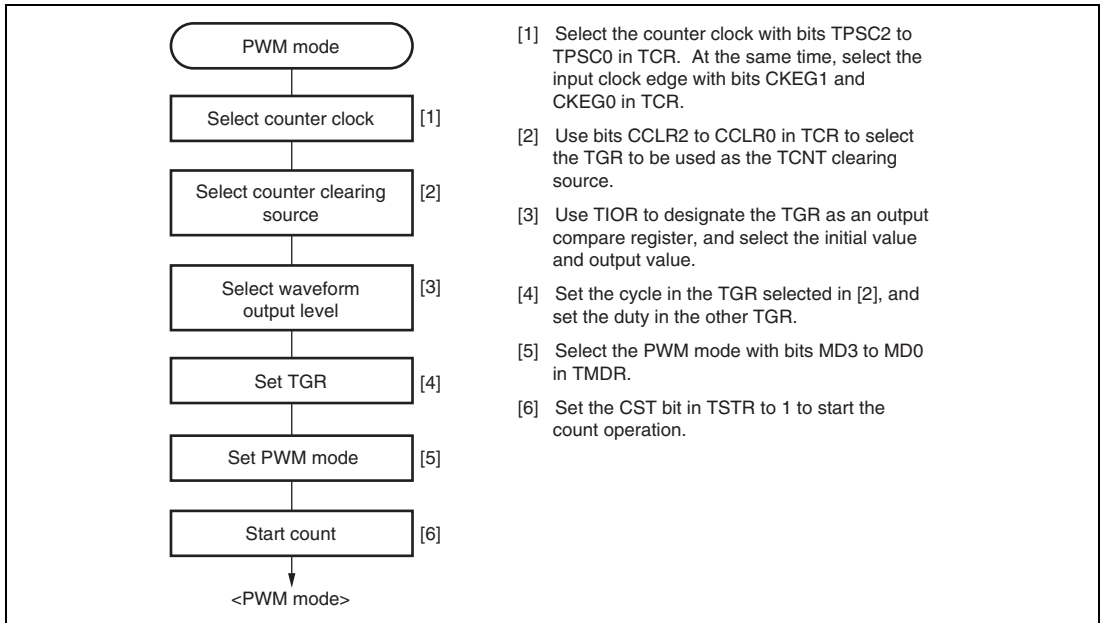 PWM mode
Select counter clock
[1]
Select counter clearing
source
[2]
Select waveform
output level
[3]
Set TGR
[4]
Set PWM mode
[5]
Start count
[6]
<PWM mode>
[1] Select the counter clock with bits TPSC2 to
TPSC0 in TCR. At the same time, select the
input clock edge with bits CKEG1 and
CKEG0 in TCR.
[2] Use bits CCLR2 to CCLR0 in TCR to select
the TGR to be used as the TCNT clearing
source.
[3] Use TIOR to designate the TGR as an output
compare register, and select the initial value
and output value.
[4] Set the cycle in the TGR selected in [2], and
set the duty in the other TGR.
[5] Select the PWM mode with bits MD3 to MD0
in TMDR.
[6] Set the CST bit in TSTR to 1 to start the
count operation.